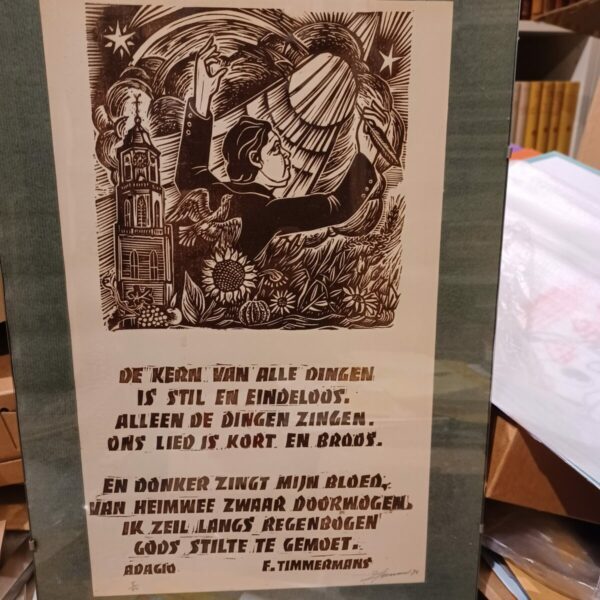 DE KERN VAN ALLE DINGEN
IS STIL EN EINDELOOS.
ALLEEN DE DINGEN ZINGEN.
ONS LIED IS KORT EN BROOS.
EN DONKER ZINGT MIJN BLOED,
VAN HEIMWEE ZWAAR DOORWOGEN.
IK ZEIL LANGS REGENBOGEN
GODS STILTE TE GEMOET.
ADAGIO F. TIMMERMANS